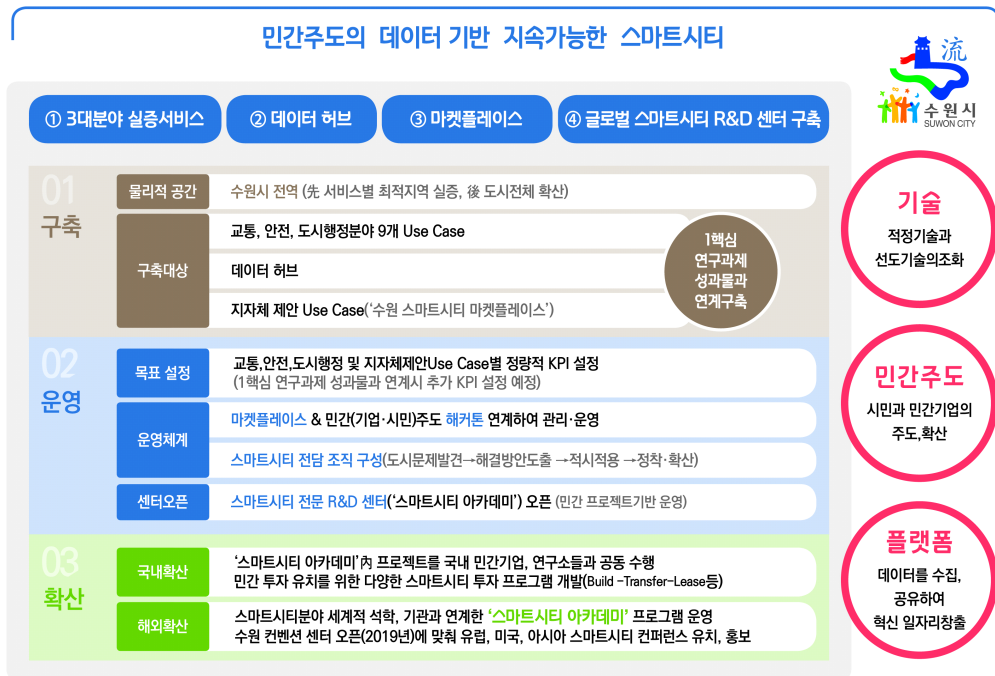 민간주도의 데이터 기반 지속가능한 스마트시티
流
수원시
SUWON CITY
① 3대분야 실증서비스
② 데이터 허브
③ 마켓플레이스
④ 글로벌 스마트시티 R&D 센터 구축
01
구축
물리적 공간
수원시 전역 (先 서비스별 최적지역 실증, 後 도시전체 확산)
구축대상
교통, 안전, 도시행정분야 9개 Use Case
데이터 허브
지자체 제안 Use Case(‘수원 스마트시티 마켓플레이스’)
1핵심
연구과제
성과물과
연계구축
02
운영
목표 설정
교통,안전,도시행정 및 지자체제안Use Case별 정량적 KPI 설정
(1핵심 연구과제 성과물과 연계시 추가 KPI 설정 예정)
운영체계
마켓플레이스 & 민간(기업·시민)주도 해커톤 연계하여 관리·운영
스마트시티 전담 조직 구성(도시문제발견→해결방안도출 →적시적용 →정착·확산)
센터오픈
스마트시티 전문 R&D 센터(‘스마트시티 아카데미’) 오픈 (민간 프로젝트기반 운영)
03
확산
국내확산
‘스마트시티 아카데미’內 프로젝트를 국내 민간기업, 연구소들과 공동 수행
민간 투자 유치를 위한 다양한 스마트시티 투자 프로그램 개발(Build -Transfer-Lease등)
해외확산
스마트시티분야 세계적 석학, 기관과 연계한 ‘스마트시티 아카데미’ 프로그램 운영
수원 컨벤션 센터 오픈(2019년)에 맞춰 유럽, 미국, 아시아 스마트시티 컨퍼런스 유치, 홍보
기술
적정기술과
선도기술의조화
민간주도
시민과 민간기업의
주도,확산
플랫폼
데이터를 수집,
공유하여
혁신 일자리창출